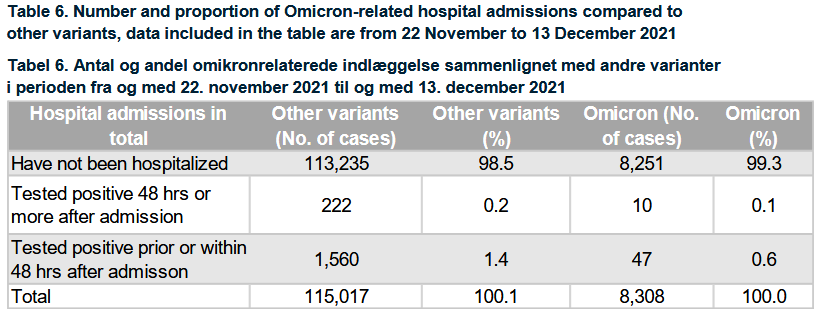 Table 6. Number and proportion of Omicron-related hospital admissions compared to
other variants, data included in the table are from 22 November to 13 December 2021
Tabel 6. Antal og andel omikronrelaterede indlæggelse sammenlignet med andre varianter
i perioden fra og med 22. november 2021 til og med 13. december 2021
Hospital admissions in total Other variants (No. of cases) Other variants (%) Omicron (No. of cases) Omicron (%)
Have not been hospitalized 113,235 98.5 8,251 99.3
Tested positive 48 hrs or more after admission 222 0.2 10 0.1
Tested positive prior or within 48 hrs after admisson 1,560 1.4 47 0.6
Total 115,017 100.1 8,308 100.0